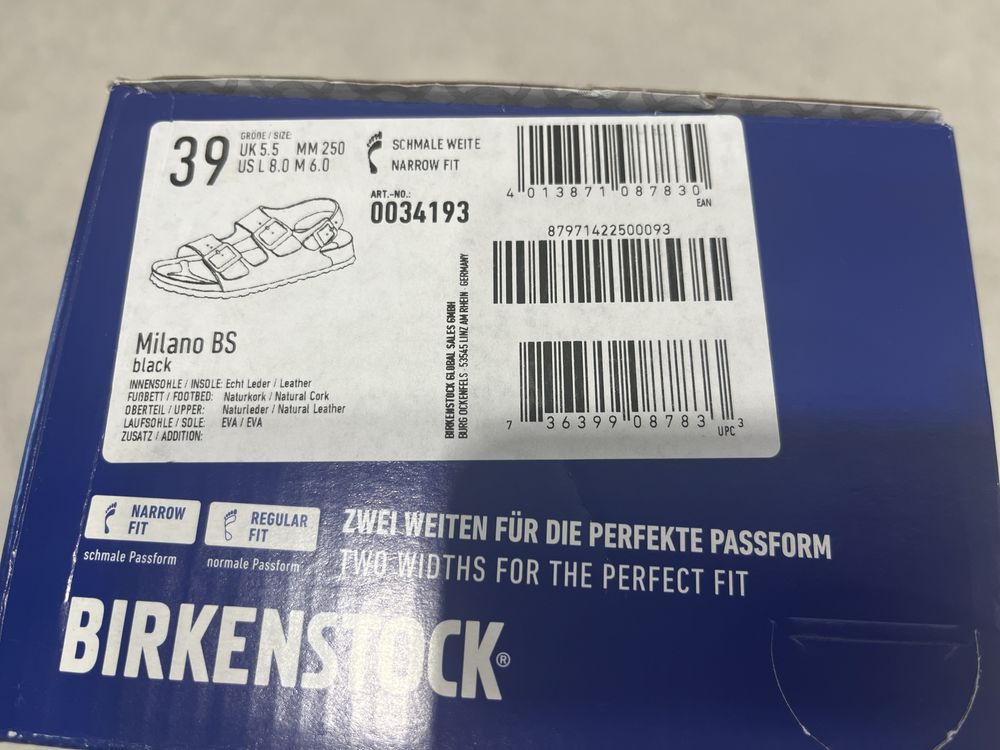 39
GRÖßE / SIZE:
UK 5.5 MM 250
US L 8.0 M 6.0
SCHMALE WEITE
NARROW FIT
ART.-NO.:
0034193
4 013871 087830
EAN
87971422500093
Milano BS
black
INNENSOHLE / INSOLE: Echt Leder / Leather
FUßBETT / FOOTBED: Naturkork / Natural Cork
OBERTEIL / UPPER: Naturleder / Natural Leather
LAUFSOHLE / SOLE: EVA / EVA
ZUSATZ / ADDITION:
BIRKENSTOCK GLOBAL SALES GMBH
BURG OCKENFELS · 53545 LINZ AM RHEIN · GERMANY
7 36399 08783 3
UPC
NARROW
FIT
schmale Passform
REGULAR
FIT
normale Passform
ZWEI WEITEN FÜR DIE PERFEKTE PASSFORM
TWO WIDTHS FOR THE PERFECT FIT
BIRKENSTOCK®